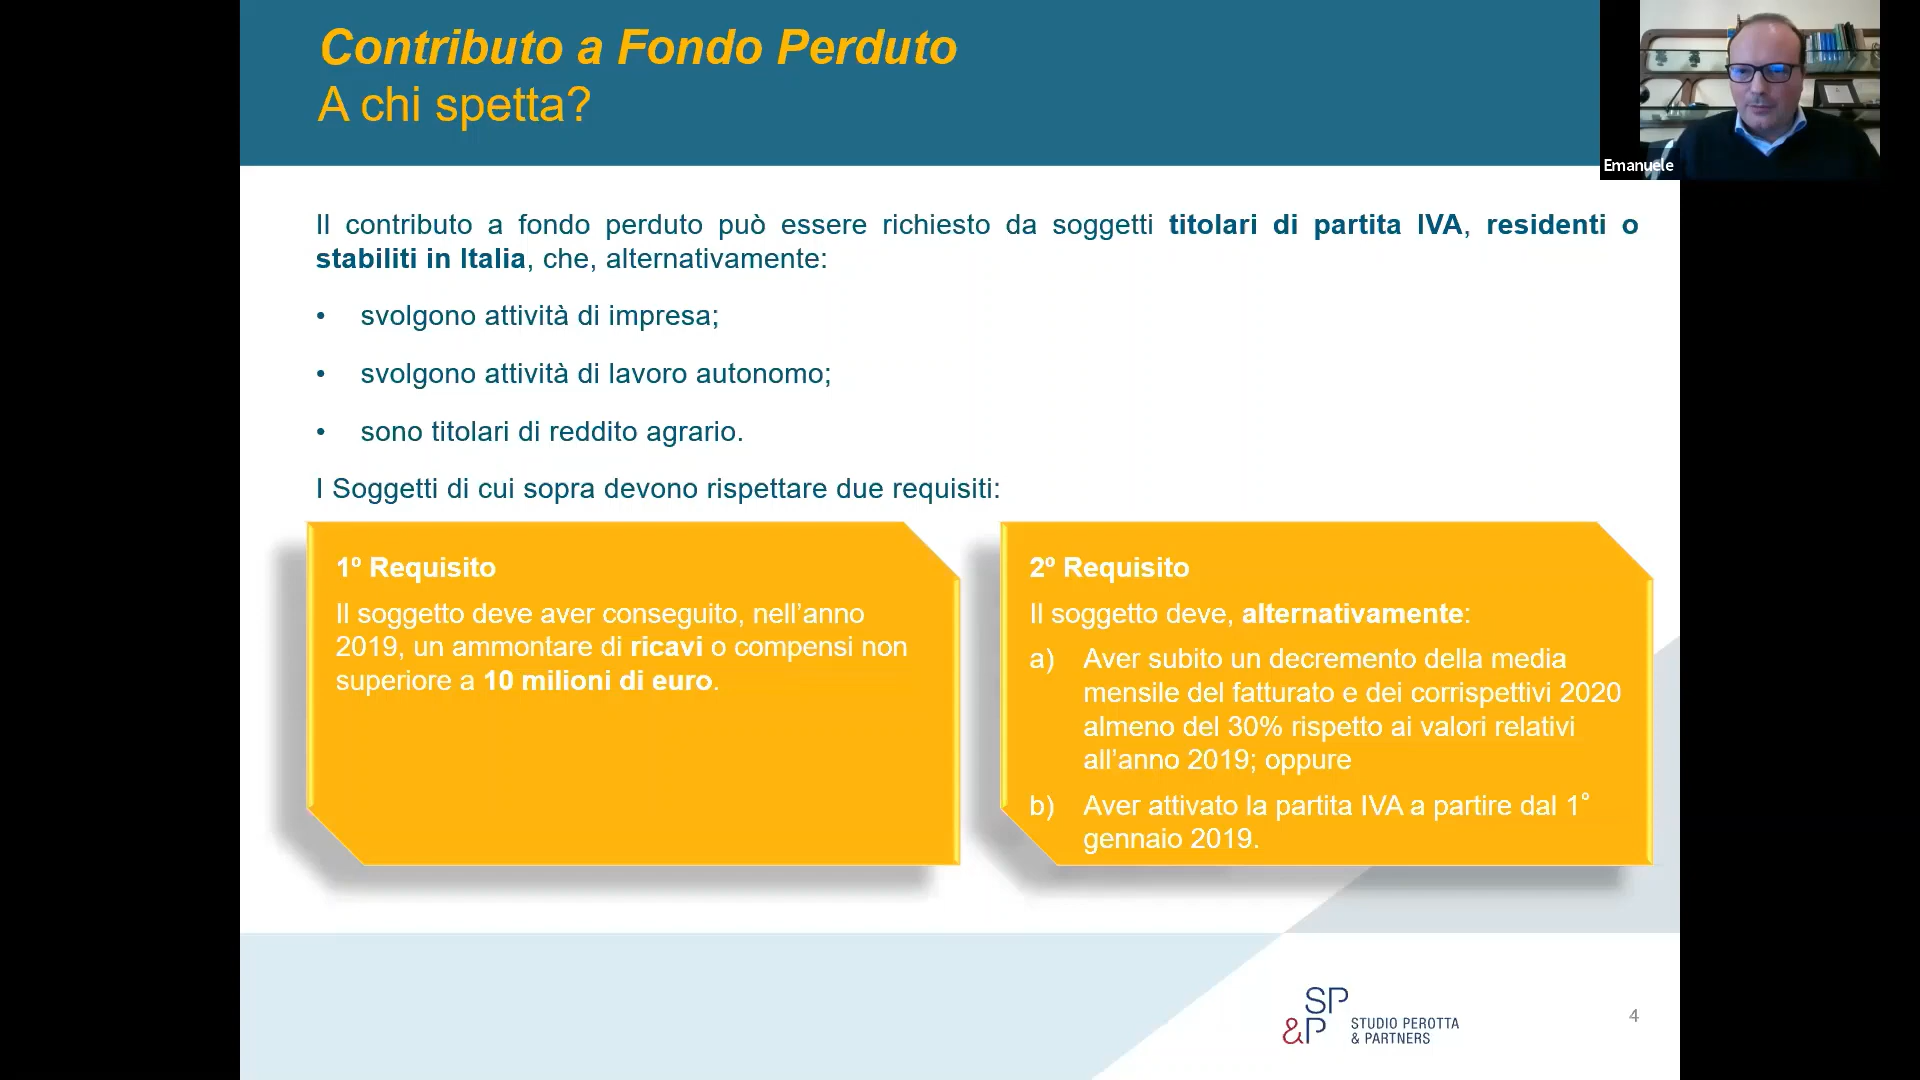 Contributo a Fondo Perduto
A chi spetta?
Emanuele
Il contributo a fondo perduto può essere richiesto da soggetti titolari di partita IVA, residenti o
stabiliti in Italia, che, alternativamente:
• svolgono attività di impresa;
• svolgono attività di lavoro autonomo;
• sono titolari di reddito agrario.
I Soggetti di cui sopra devono rispettare due requisiti:
1º Requisito
Il soggetto deve aver conseguito, nell’anno
2019, un ammontare di ricavi o compensi non
superiore a 10 milioni di euro.
2º Requisito
Il soggetto deve, alternativamente:
a) Aver subito un decremento della media
mensile del fatturato e dei corrispettivi 2020
almeno del 30% rispetto ai valori relativi
all’anno 2019; oppure
b) Aver attivato la partita IVA a partire dal 1°
gennaio 2019.
SP
&P
STUDIO PEROTTA
& PARTNERS
4